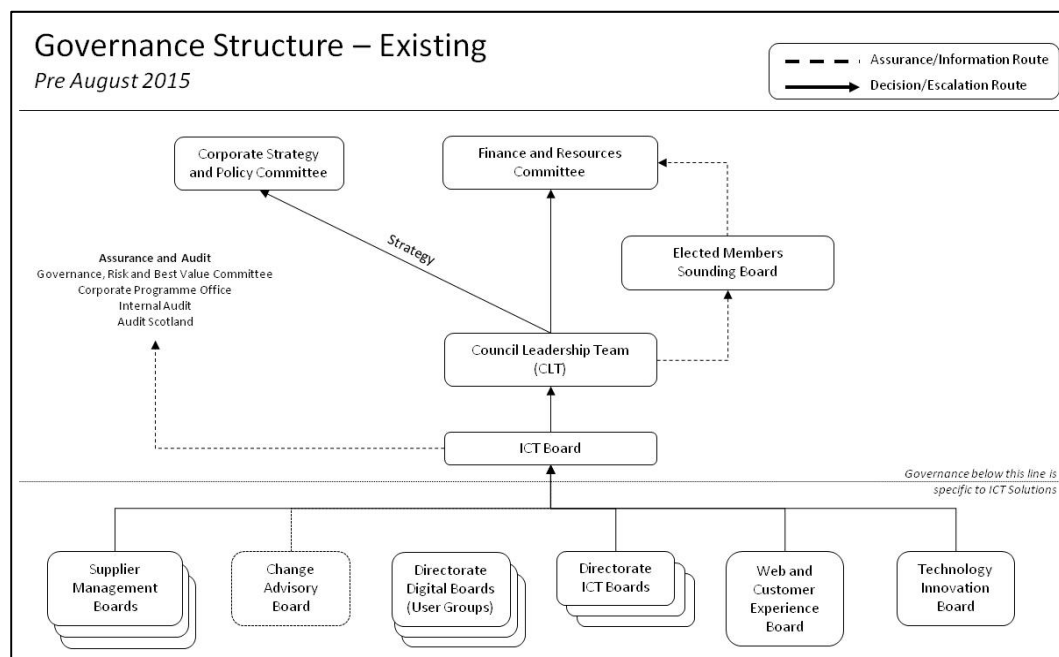 Governance Structure – Existing
Pre August 2015
Assurance/Information Route
Decision/Escalation Route
Corporate Strategy
and Policy Committee
Finance and Resources
Committee
Strategy
Elected Members
Sounding Board
Assurance and Audit
Governance, Risk and Best Value Committee
Corporate Programme Office
Internal Audit
Audit Scotland
Council Leadership Team
(CLT)
ICT Board
Governance below this line is
specific to ICT Solutions
Supplier
Management
Boards
Change
Advisory
Board
Directorate
Digital Boards
(User Groups)
Directorate
ICT Boards
Web and
Customer
Experience
Board
Technology
Innovation
Board